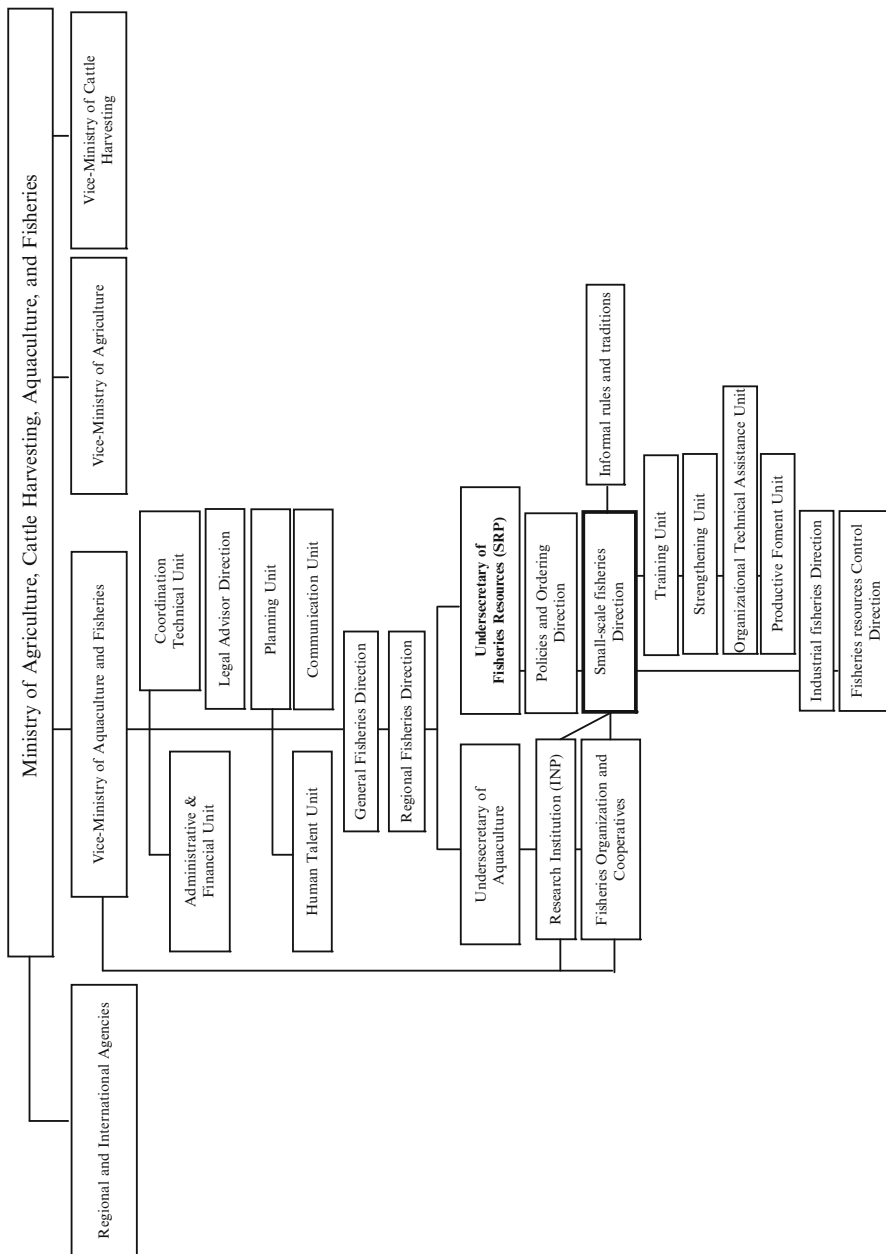 Ministry of Agriculture, Cattle Harvesting, Aquaculture, and Fisheries
Regional and International Agencies
Vice-Ministry of Aquaculture and Fisheries
Vice-Ministry of Agriculture
Vice-Ministry of Cattle
Harvesting
Administrative &
Financial Unit
Coordination
Technical Unit
Legal Advisor Direction
Human Talent Unit
Planning Unit
Communication Unit
General Fisheries Direction
Regional Fisheries Direction
Undersecretary of
Aquaculture
Undersecretary of
Fisheries Resources (SRP)
Research Institution (INP)
Policies and Ordering
Direction
Fisheries Organization and
Cooperatives
Small-scale fisheries
Direction
Informal rules and traditions
Training Unit
Strengthening Unit
Organizational Technical Assistance Unit
Productive Foment Unit
Industrial fisheries Direction
Fisheries resources Control
Direction